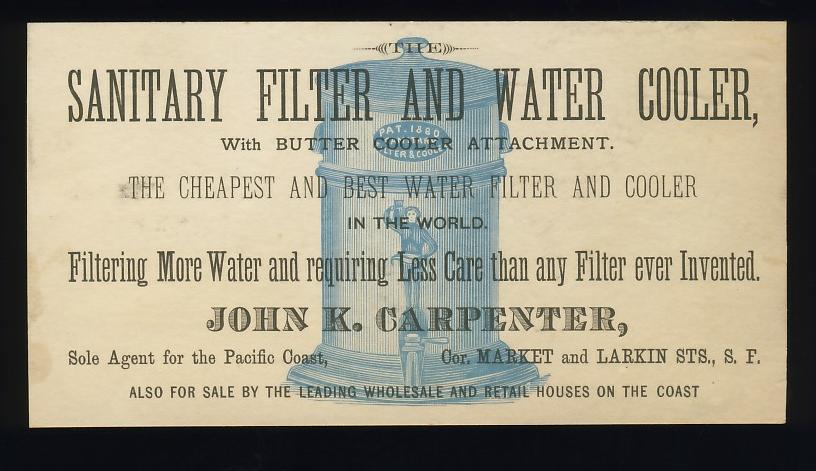 THE
SANITARY FILTER AND WATER COOLER,
With BUTTER COOLER ATTACHMENT.
PAT. 1880
SANITARY
FILTER & COOLER
THE CHEAPEST AND BEST WATER FILTER AND COOLER
IN THE WORLD.
Filtering More Water and requiring Less Care than any Filter ever Invented.
JOHN K. CARPENTER,
Sole Agent for the Pacific Coast, Cor. MARKET and LARKIN STS., S. F.
ALSO FOR SALE BY THE LEADING WHOLESALE AND RETAIL HOUSES ON THE COAST